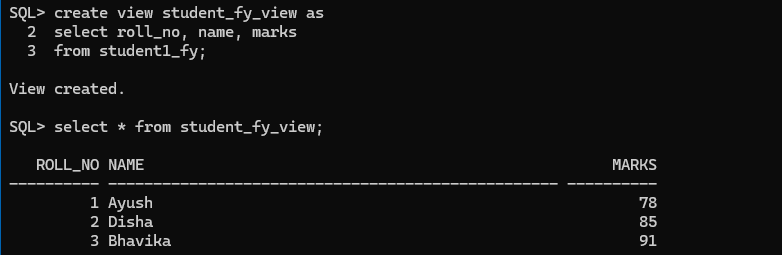 SQL> create view student_fy_view as
  2  select roll_no, name, marks
  3  from student1_fy;
View created.
SQL> select * from student_fy_view;
   ROLL_NO NAME                                                    MARKS
---------- -------------------------------------------------- ----------
         1 Ayush                                                      78
         2 Disha                                                      85
         3 Bhavika                                                    91